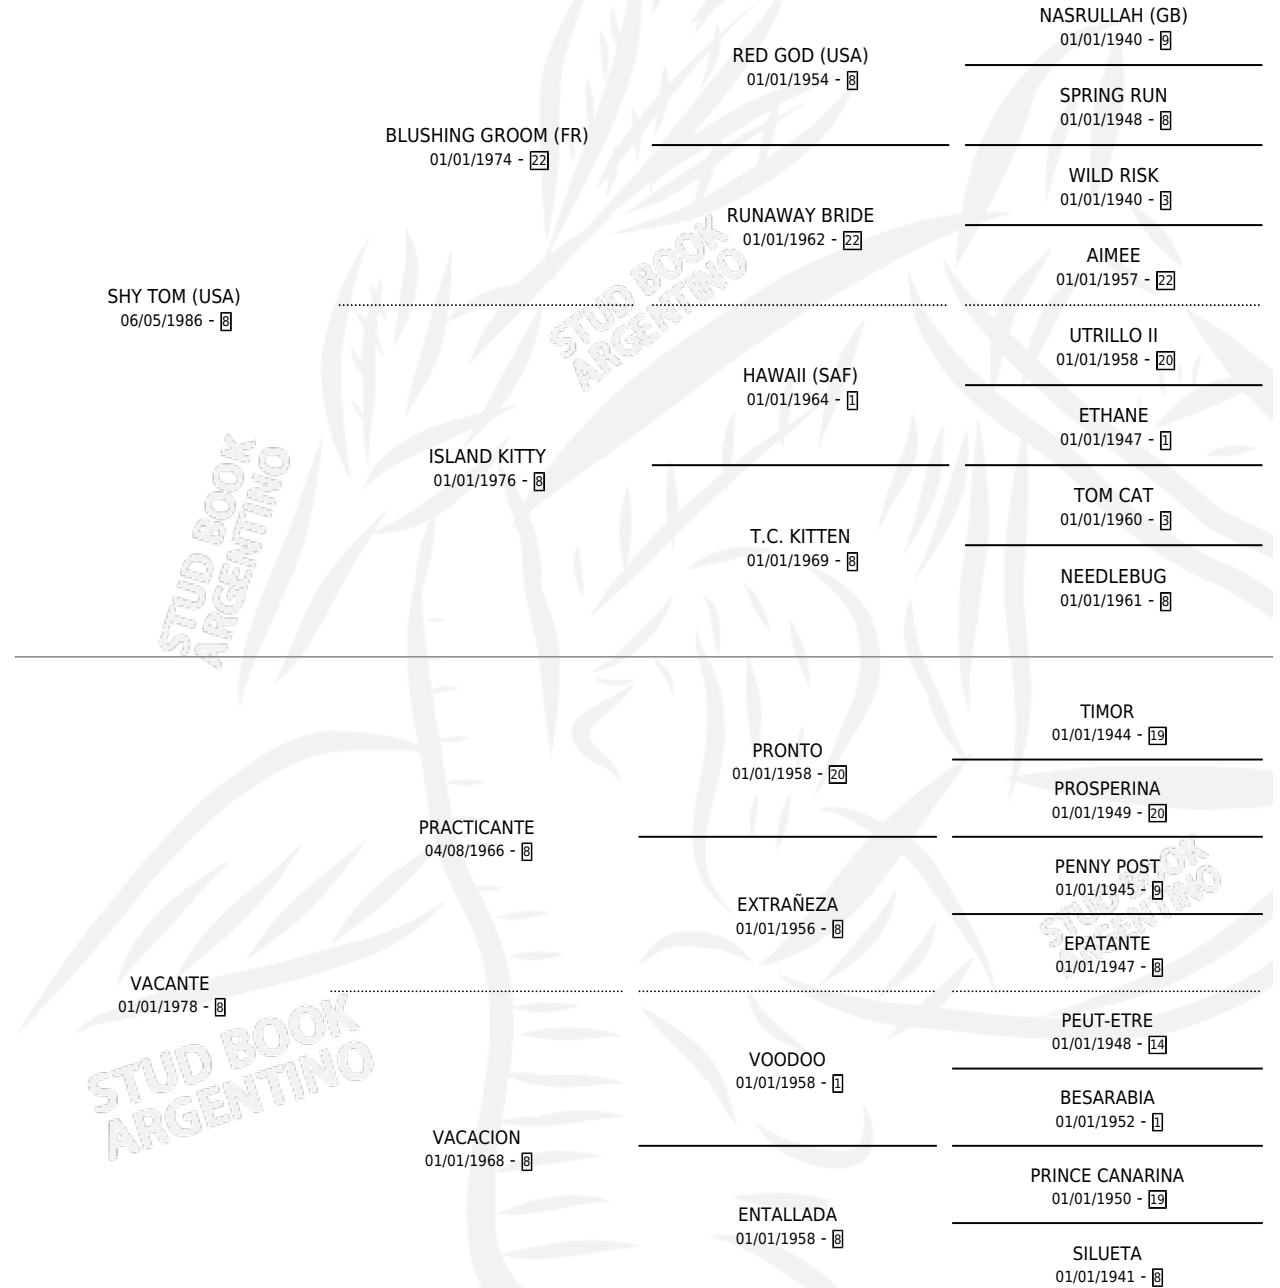 NASRULLAH (GB)
01/01/1940 - 9
RED GOD (USA)
01/01/1954 - 8
SPRING RUN
01/01/1948 - 8
BLUSHING GROOM (FR)
01/01/1974 - 22
WILD RISK
01/01/1940 - 3
RUNAWAY BRIDE
01/01/1962 - 22
AIMEE
01/01/1957 - 22
SHY TOM (USA)
06/05/1986 - 8
UTRILLO II
01/01/1958 - 20
HAWAII (SAF)
01/01/1964 - 1
ETHANE
01/01/1947 - 1
ISLAND KITTY
01/01/1976 - 8
TOM CAT
01/01/1960 - 3
T.C. KITTEN
01/01/1969 - 8
NEEDLEBUG
01/01/1961 - 8
TIMOR
01/01/1944 - 19
PRONTO
01/01/1958 - 20
PROSPERINA
01/01/1949 - 20
PRACTICANTE
04/08/1966 - 8
PENNY POST
01/01/1945 - 9
EXTRAÑEZA
01/01/1956 - 8
EPATANTE
01/01/1947 - 8
VACANTE
01/01/1978 - 8
PEUT-ETRE
01/01/1948 - 14
VOODOO
01/01/1958 - 1
BESARABIA
01/01/1952 - 1
VACACION
01/01/1968 - 8
PRINCE CANARINA
01/01/1950 - 19
ENTALLADA
01/01/1958 - 8
SILUETA
01/01/1941 - 8
STUD BOOK
ARGENTINO
STUD BOOK
ARGENTINO
STUD BOOK
ARGENTINO
STUD BOOK
ARGENTINO